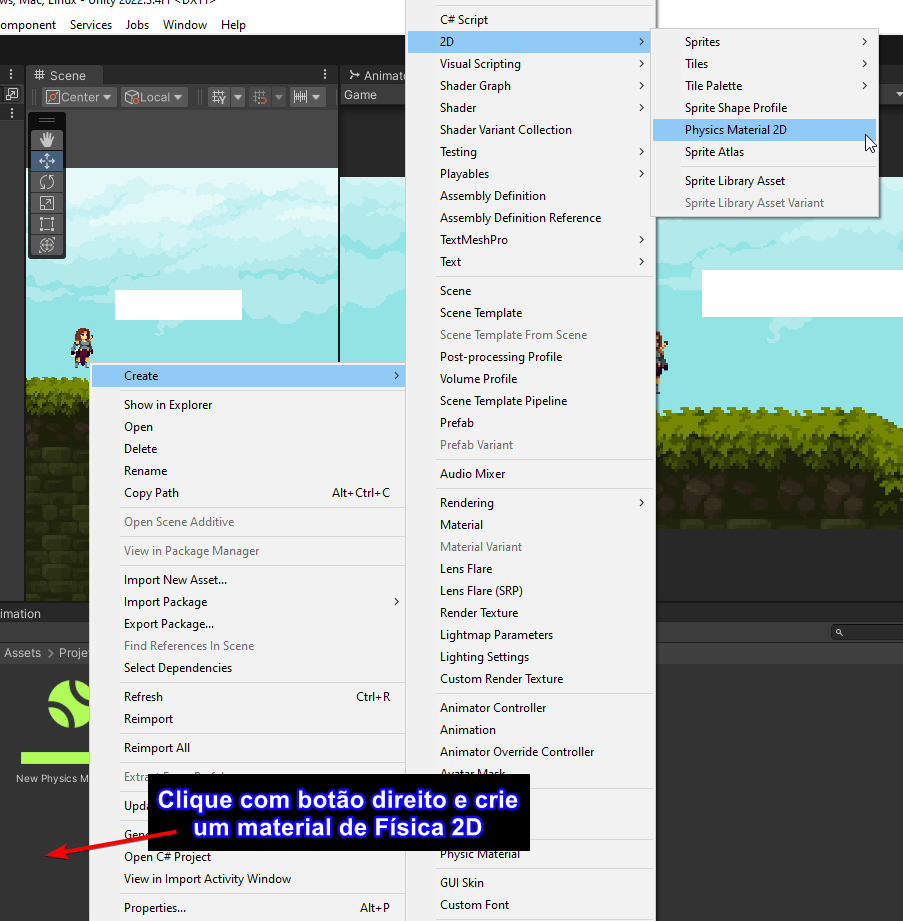 ws, Mac, Linux - Unity 2022.3.4f1 <DX11>
omponent Services Jobs Window Help
Scene
Animat
Center
Local
Game
C# Script
2D
Visual Scripting
Shader Graph
Shader
Shader Variant Collection
Testing
Playables
Assembly Definition
Assembly Definition Reference
TextMeshPro
Text
Scene
Scene Template
Scene Template From Scene
Post-processing Profile
Volume Profile
Scene Template Pipeline
Prefab
Prefab Variant
Audio Mixer
Rendering
Material
Material Variant
Lens Flare
Lens Flare (SRP)
Render Texture
Lightmap Parameters
Lighting Settings
Custom Render Texture
Animator Controller
Animation
Animator Override Controller
Avatar Mask
Physic Material
GUI Skin
Custom Font
Sprites
Tiles
Tile Palette
Sprite Shape Profile
Physics Material 2D
Sprite Atlas
Sprite Library Asset
Sprite Library Asset Variant
Create
Show in Explorer
Open
Delete
Rename
Copy Path Alt+Ctrl+C
Open Scene Additive
View in Package Manager
Import New Asset...
Import Package
Export Package...
Find References In Scene
Select Dependencies
Refresh Ctrl+R
Reimport
Reimport All
Extract
Upda
Gene
Open C# Project
View in Import Activity Window
Properties... Alt+P
imation
Assets > Proje
New Physics M
Clique com botão direito e crie
um material de Física 2D